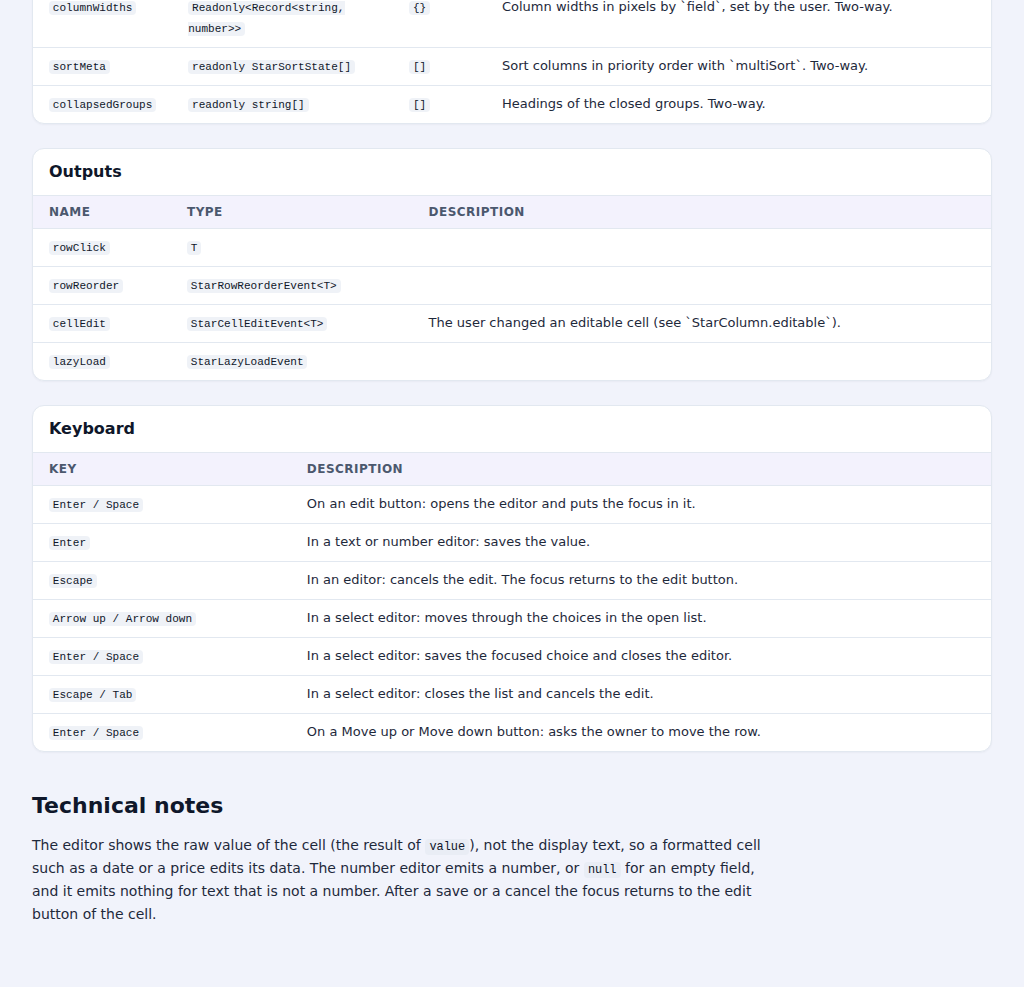 columnWidths Readonly<Record<string, {} Column widths in pixels by `field`, set by the user. Two-way.
number>>
sortMeta readonly StarSortState[] [] Sort columns in priority order with `multiSort`. Two-way.
collapsedGroups readonly string[] [] Headings of the closed groups. Two-way.
Outputs
NAME TYPE DESCRIPTION
rowClick T
rowReorder StarRowReorderEvent<T>
cellEdit StarCellEditEvent<T> The user changed an editable cell (see `StarColumn.editable`).
lazyLoad StarLazyLoadEvent
Keyboard
KEY DESCRIPTION
Enter / Space On an edit button: opens the editor and puts the focus in it.
Enter In a text or number editor: saves the value.
Escape In an editor: cancels the edit. The focus returns to the edit button.
Arrow up / Arrow down In a select editor: moves through the choices in the open list.
Enter / Space In a select editor: saves the focused choice and closes the editor.
Escape / Tab In a select editor: closes the list and cancels the edit.
Enter / Space On a Move up or Move down button: asks the owner to move the row.
Technical notes
The editor shows the raw value of the cell (the result of value), not the display text, so a formatted cell
such as a date or a price edits its data. The number editor emits a number, or null for an empty field,
and it emits nothing for text that is not a number. After a save or a cancel the focus returns to the edit
button of the cell.